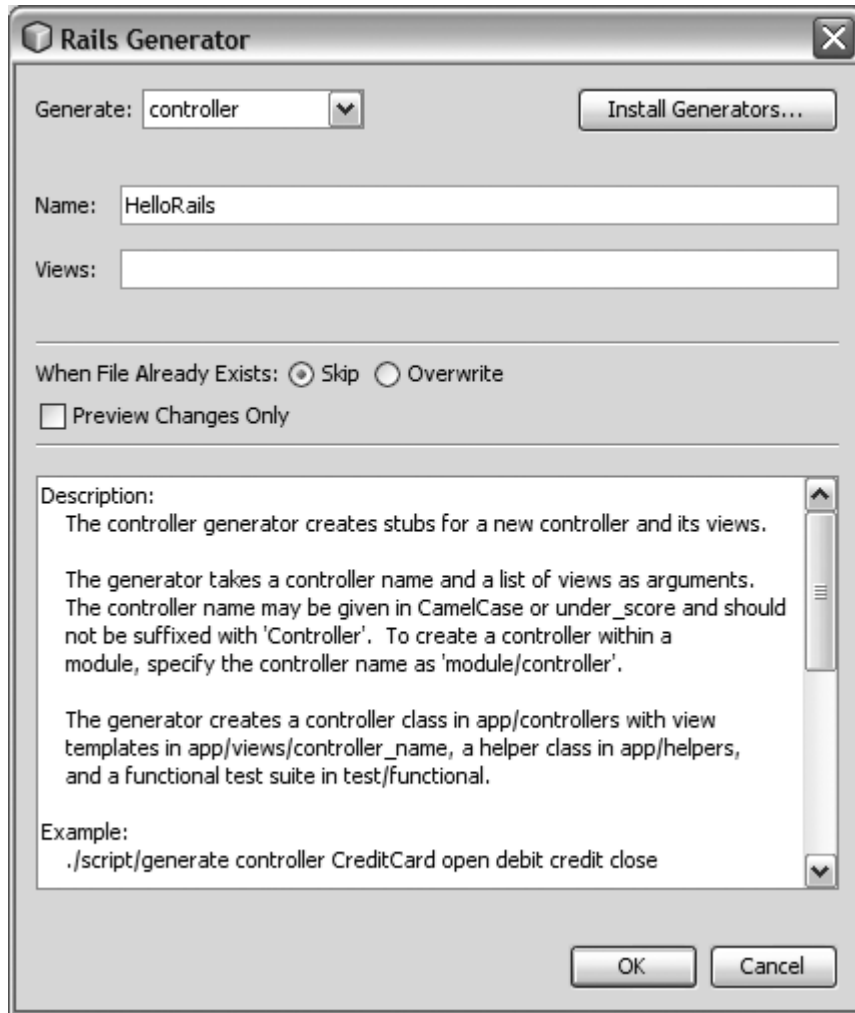 Rails Generator
Generate: controller Install Generators...
Name: HelloRails
Views:
When File Already Exists: Skip Overwrite
Preview Changes Only
Description:
The controller generator creates stubs for a new controller and its views.
The generator takes a controller name and a list of views as arguments.
The controller name may be given in CamelCase or under_score and should
not be suffixed with 'Controller'.  To create a controller within a
module, specify the controller name as 'module/controller'.
The generator creates a controller class in app/controllers with view
templates in app/views/controller_name, a helper class in app/helpers,
and a functional test suite in test/functional.
Example:
./script/generate controller CreditCard open debit credit close
OK Cancel